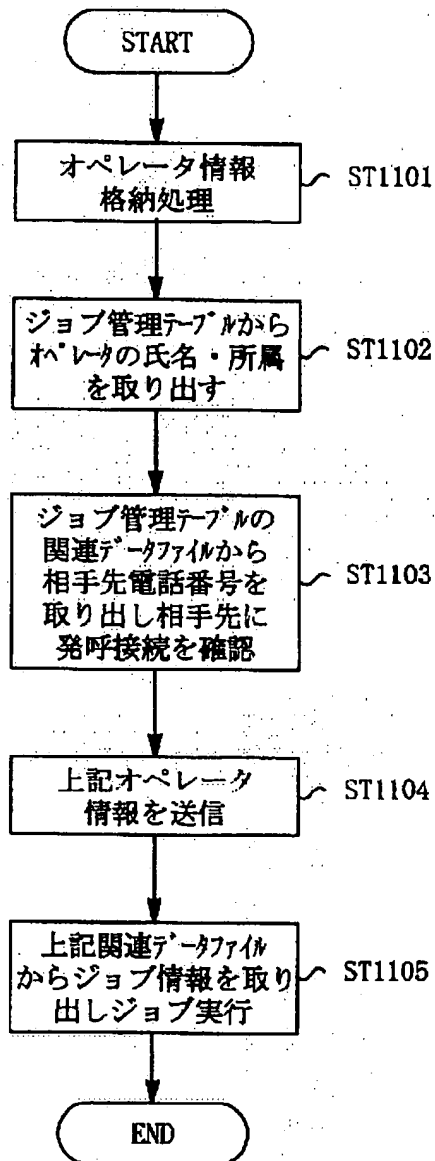 START
オペレータ情報
格納処理
ST1101
ジョブ管理テーブルから
オペレータの氏名・所属
を取り出す
ST1102
ジョブ管理テーブルの
関連データファイルから
相手先電話番号を
取り出し相手先に
発呼接続を確認
ST1103
上記オペレータ
情報を送信
ST1104
上記関連データファイル
からジョブ情報を取り
出しジョブ実行
ST1105
END